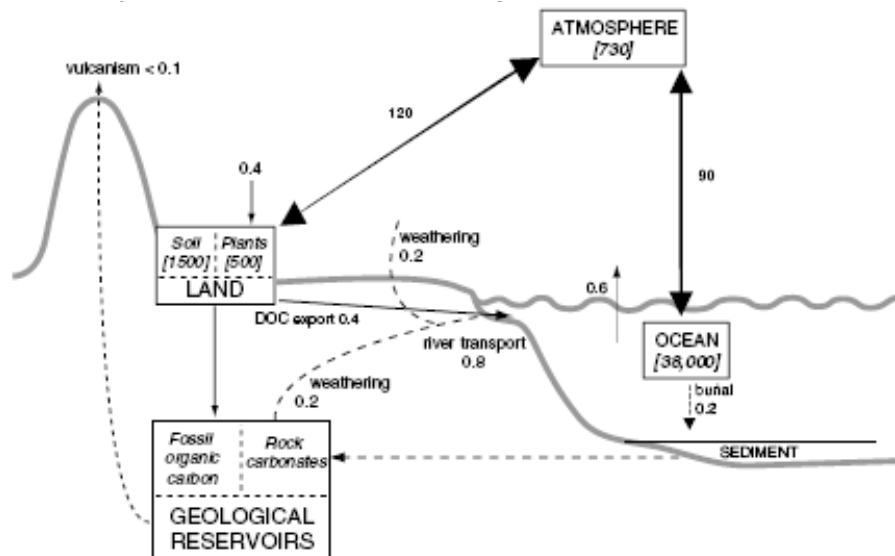 ATMOSPHERE
[730]
vulcanism < 0.1
120
90
0.4
Soil
[1500]
Plants
[500]
LAND
weathering
0.2
0.6
DOC export 0.4
river transport
0.8
OCEAN
[38,000]
weathering
0.2
burial
0.2
SEDIMENT
Fossil
organic
carbon
Rock
carbonates
GEOLOGICAL
RESERVOIRS